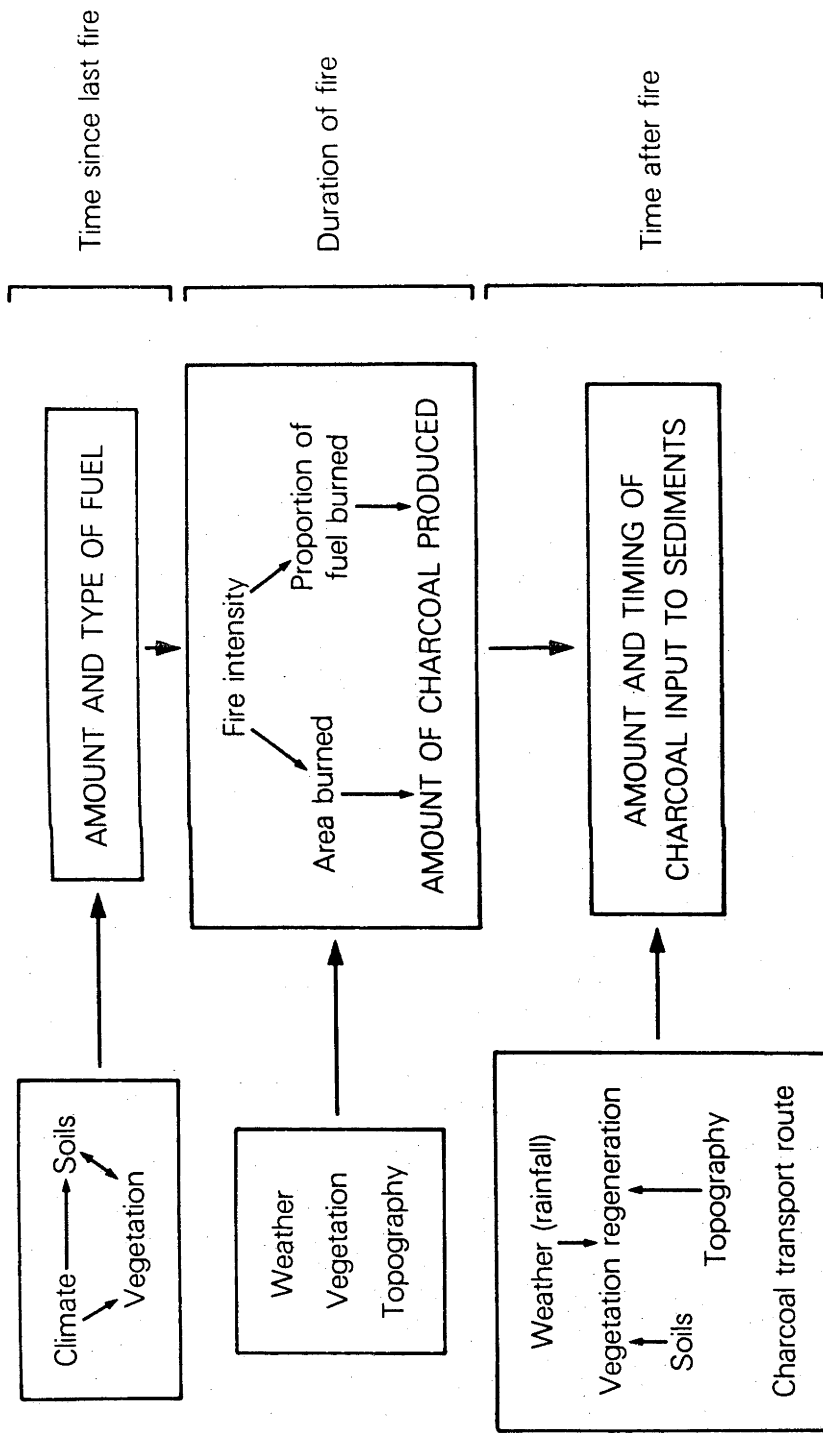 Climate
Soils
Vegetation
AMOUNT AND TYPE OF FUEL
Time since last fire
Weather
Vegetation
Topography
Fire intensity
Area burned
Proportion of
fuel burned
AMOUNT OF CHARCOAL PRODUCED
Duration of fire
Weather (rainfall)
Vegetation regeneration
Soils
Topography
Charcoal transport route
AMOUNT AND TIMING OF
CHARCOAL INPUT TO SEDIMENTS
Time after fire